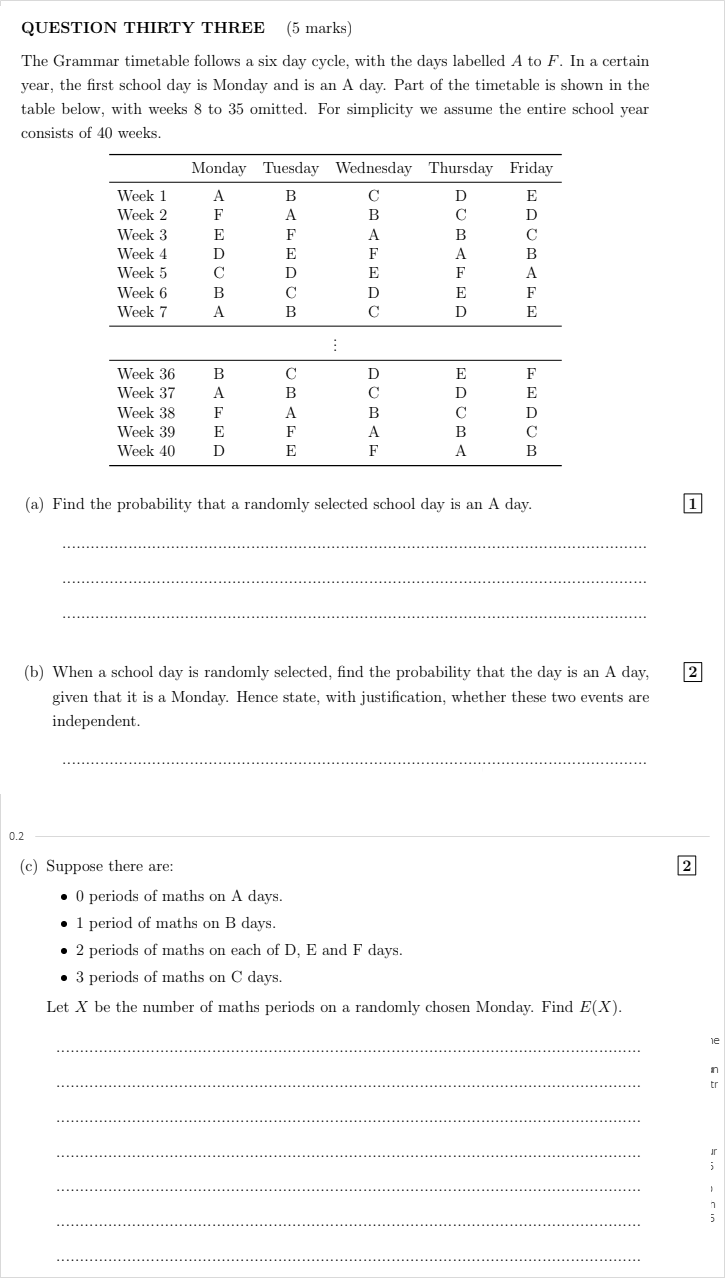 QUESTION THIRTY THREE (5 marks)
The Grammar timetable follows a six day cycle, with the days labelled A to F. In a certain
year, the first school day is Monday and is an A day. Part of the timetable is shown in the
table below, with weeks 8 to 35 omitted. For simplicity we assume the entire school year
consists of 40 weeks.
Monday Tuesday Wednesday Thursday Friday
Week 1 A B C D E
Week 2 F A B C D
Week 3 E F A B C
Week 4 D E F A B
Week 5 C D E F A
Week 6 B C D E F
Week 7 A B C D E
⋮
Week 36 B C D E F
Week 37 A B C D E
Week 38 F A B C D
Week 39 E F A B C
Week 40 D E F A B
(a) Find the probability that a randomly selected school day is an A day. 1
(b) When a school day is randomly selected, find the probability that the day is an A day, 2
given that it is a Monday. Hence state, with justification, whether these two events are
independent.
0.2
(c) Suppose there are: 2
• 0 periods of maths on A days.
• 1 period of maths on B days.
• 2 periods of maths on each of D, E and F days.
• 3 periods of maths on C days.
Let X be the number of maths periods on a randomly chosen Monday. Find E(X).